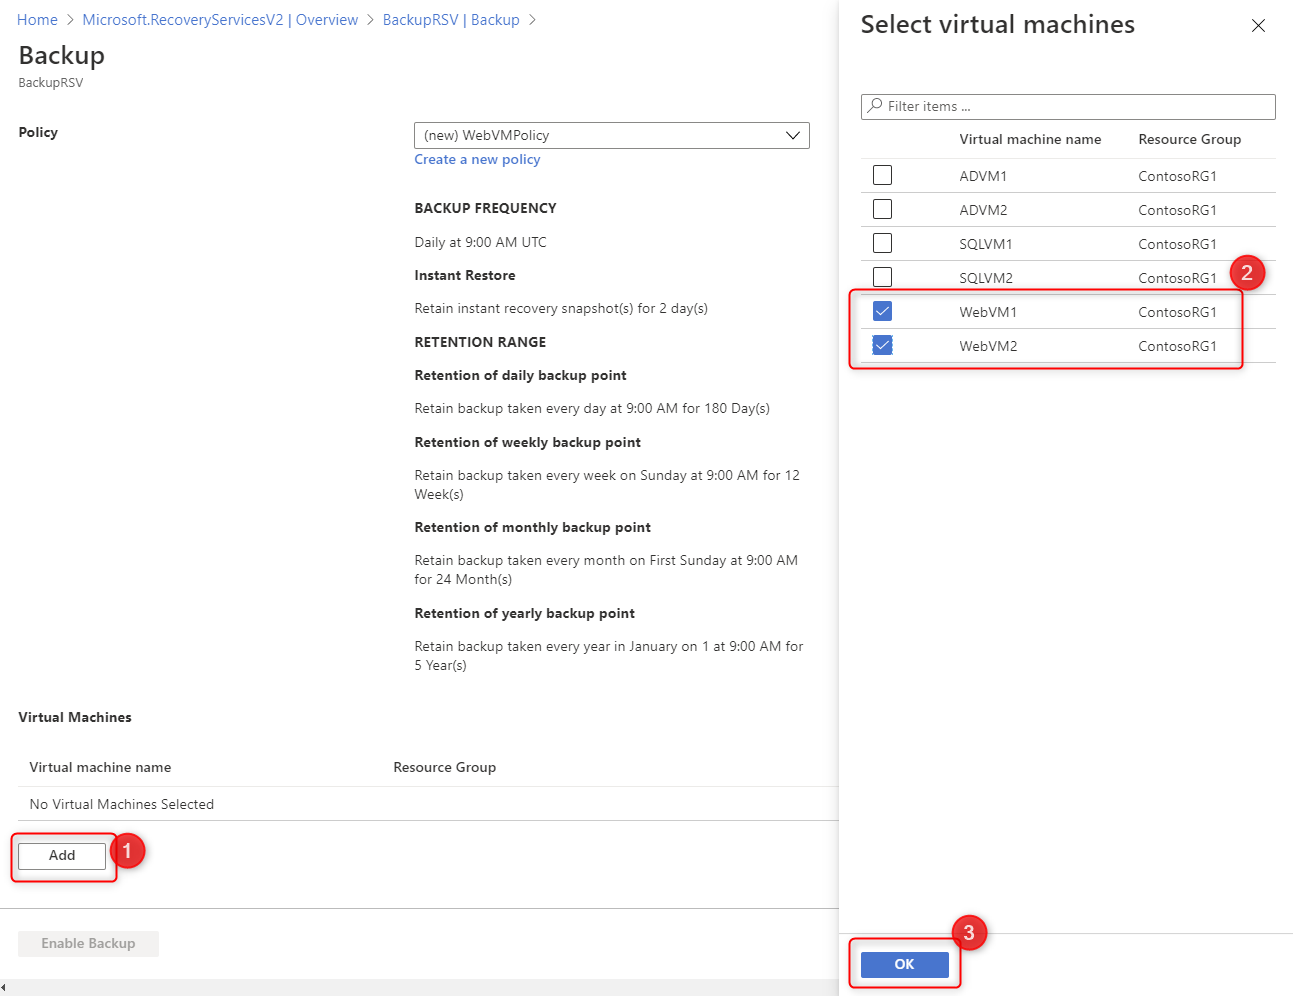 Home > Microsoft.RecoveryServicesV2 | Overview > BackupRSV | Backup >
Backup
BackupRSV
Policy
(new) WebVMPolicy
Create a new policy
BACKUP FREQUENCY
Daily at 9:00 AM UTC
Instant Restore
Retain instant recovery snapshot(s) for 2 day(s)
RETENTION RANGE
Retention of daily backup point
Retain backup taken every day at 9:00 AM for 180 Day(s)
Retention of weekly backup point
Retain backup taken every week on Sunday at 9:00 AM for 12
Week(s)
Retention of monthly backup point
Retain backup taken every month on First Sunday at 9:00 AM
for 24 Month(s)
Retention of yearly backup point
Retain backup taken every year in January on 1 at 9:00 AM for
5 Year(s)
Virtual Machines
Virtual machine name Resource Group
No Virtual Machines Selected
Add 1
Enable Backup
Select virtual machines
Filter items ...
Virtual machine name Resource Group
ADVM1 ContosoRG1
ADVM2 ContosoRG1
SQLVM1 ContosoRG1
SQLVM2 ContosoRG1 2
WebVM1 ContosoRG1
WebVM2 ContosoRG1
3
OK